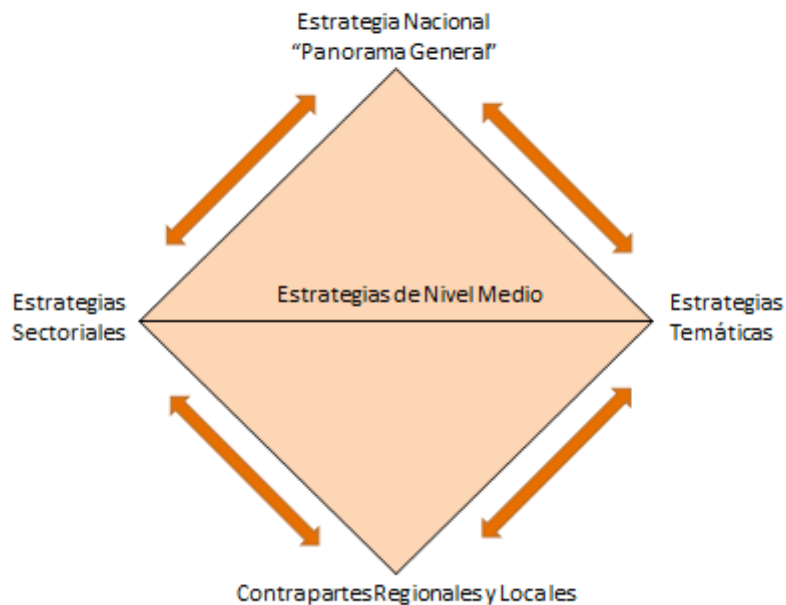 Estrategia Nacional
“Panorama General”
Estrategias de Nivel Medio
Estrategias
Sectoriales
Estrategias
Temáticas
Contrapartes Regionales y Locales